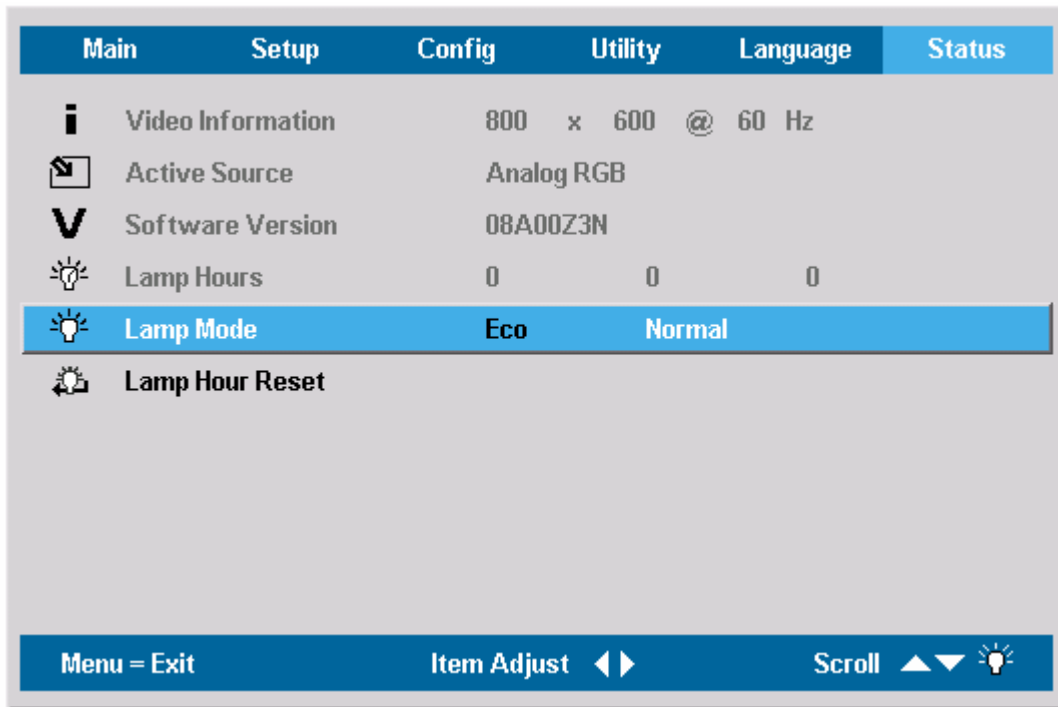 Main Setup Config Utility Language Status
i Video Information 800 x 600 @ 60 Hz
Active Source Analog RGB
V Software Version 08A00Z3N
Lamp Hours 0 0 0
Lamp Mode Eco Normal
Lamp Hour Reset
Menu = Exit Item Adjust Scroll